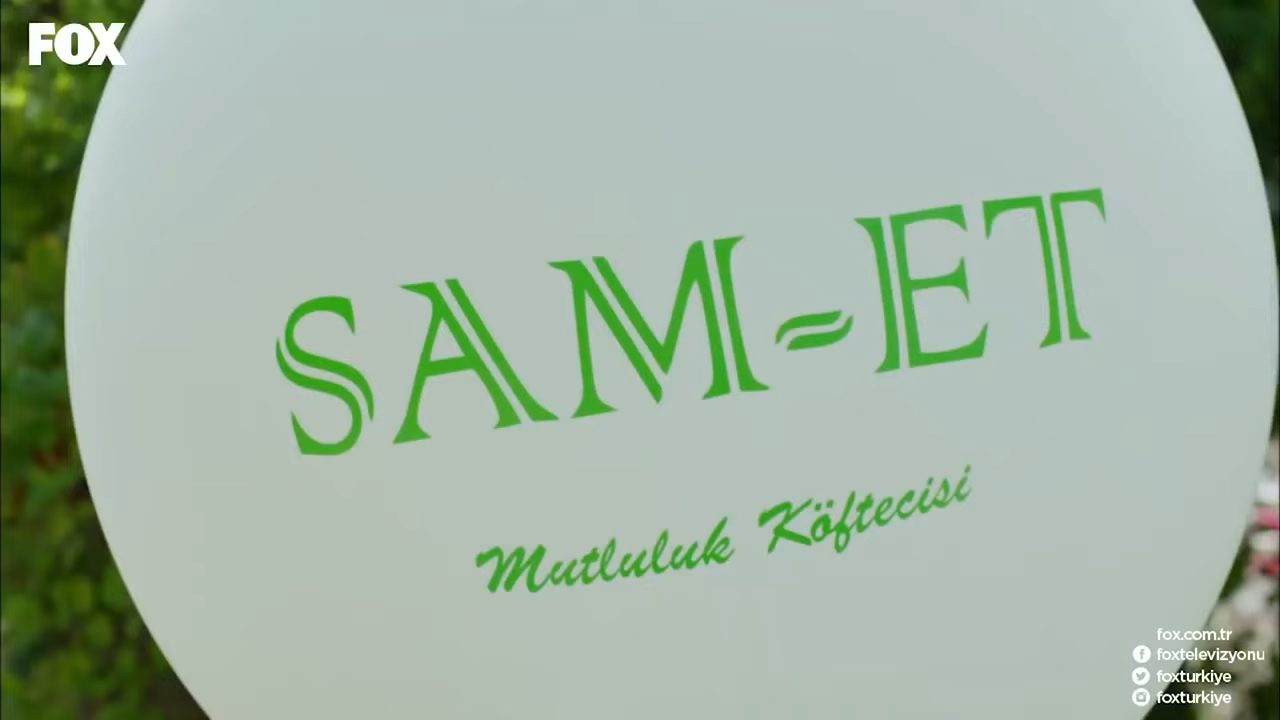 FOX
SAM-ET
Mutluluk Köftecisi
fox.com.tr
foxtelevizyonu
foxturkiye
foxturkiye